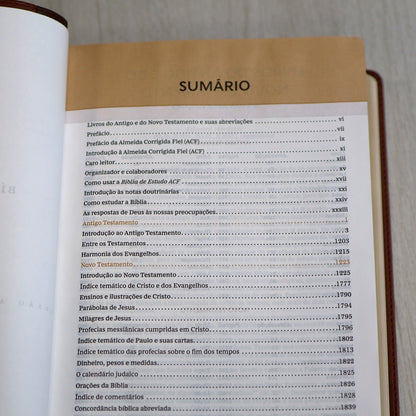 SUMÁRIO
Livros do Antigo e do Novo Testamento e suas abreviações vi
Prefácio vii
Prefácio da Almeida Corrigida Fiel (ACF) ix
Introdução à Almeida Corrigida Fiel (ACF) xi
Caro leitor xiii
Organizador e colaboradores xv
Como usar a Bíblia de Estudo ACF xvii
Introdução às notas doutrinárias xxi
Como estudar a Bíblia xxiv
As respostas de Deus às nossas preocupações xxxiii
Antigo Testamento 1
Introdução ao Antigo Testamento 3
Entre os Testamentos 1203
Harmonia dos Evangelhos 1215
Novo Testamento 1223
Introdução ao Novo Testamento 1225
Índice temático de Cristo e dos Evangelhos 1777
Ensinos e ilustrações de Cristo 1790
Parábolas de Jesus 1794
Milagres de Jesus 1795
Profecias messiânicas cumpridas em Cristo 1796
Índice temático de Paulo e suas cartas 1802
Índice temático das profecias sobre o fim dos tempos 1813
Dinheiro, pesos e medidas 1822
O calendário judaico 1825
Orações da Bíblia 1826
Índice de comentários 1828
Concordância bíblica abreviada 1839